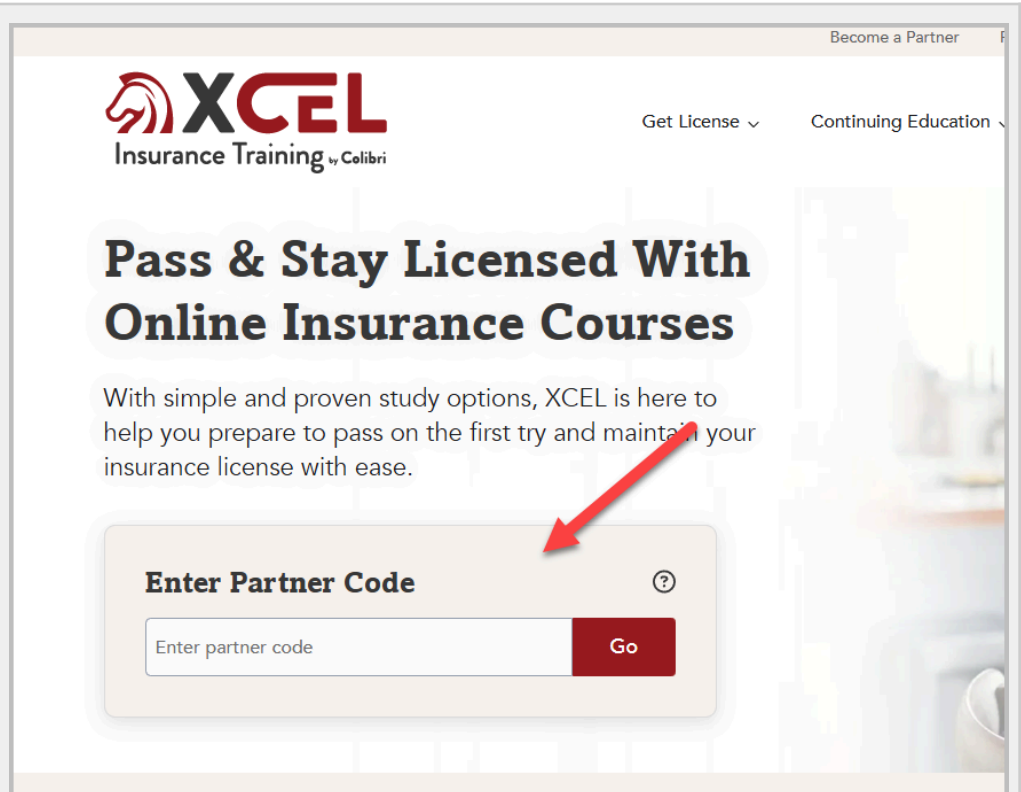 Become a Partner
XCEL
Insurance Training by Colibri
Get License
Continuing Education
Pass & Stay Licensed With
Online Insurance Courses
With simple and proven study options, XCEL is here to
help you prepare to pass on the first try and maintain your
insurance license with ease.
Enter Partner Code
?
Enter partner code
Go